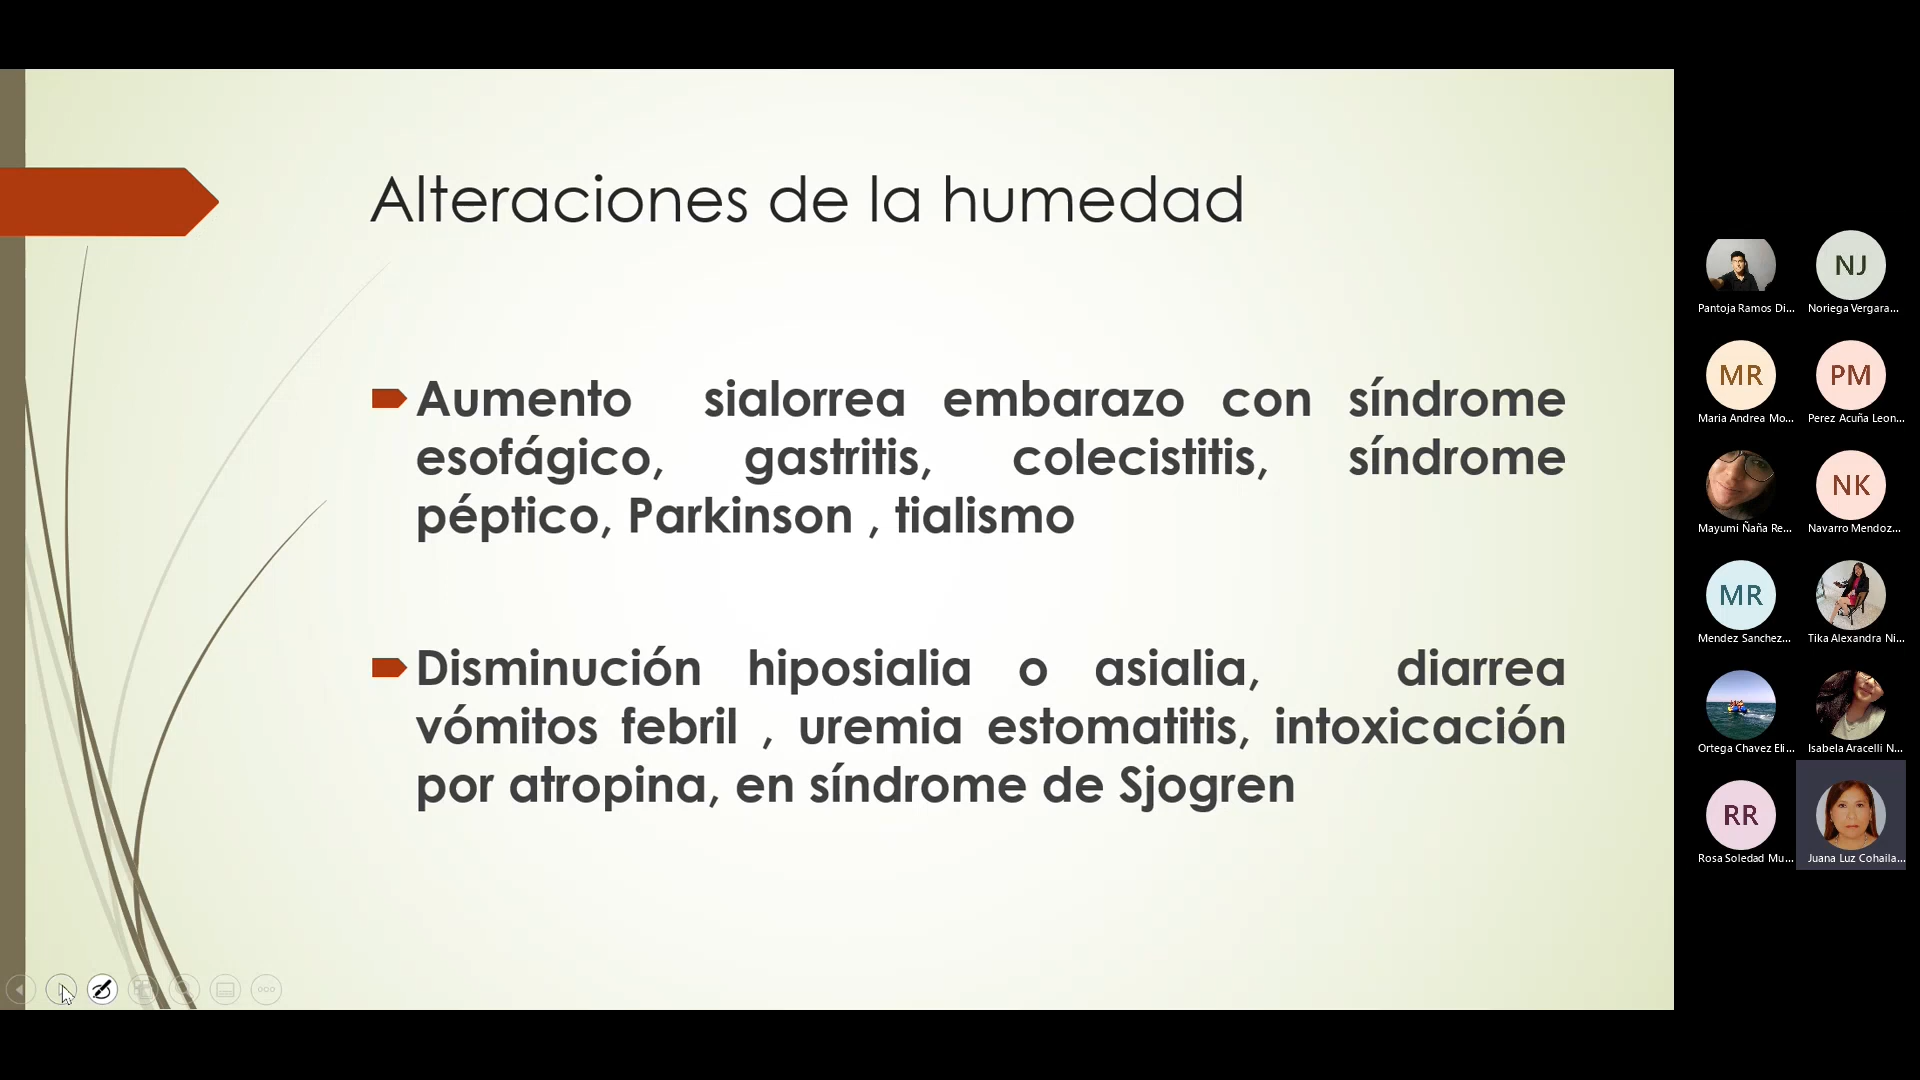 Alteraciones de la humedad
Aumento sialorrea embarazo con síndrome
esofágico, gastritis, colecistitis, síndrome
péptico, Parkinson , tialismo
Disminución hiposialia o asialia, diarrea
vómitos febril , uremia estomatitis, intoxicación
por atropina, en síndrome de Sjogren
NJ
Pantoja Ramos Di...
Noriega Vergara...
MR
PM
Maria Andrea Mo...
Perez Acuña Leon...
NK
Mayumi Ñaña Re...
Navarro Mendoz...
MR
Mendez Sanchez...
Tika Alexandra Ni...
Ortega Chavez Eli...
Isabela Aracelli N...
RR
Rosa Soledad Mu...
Juana Luz Cohaila...